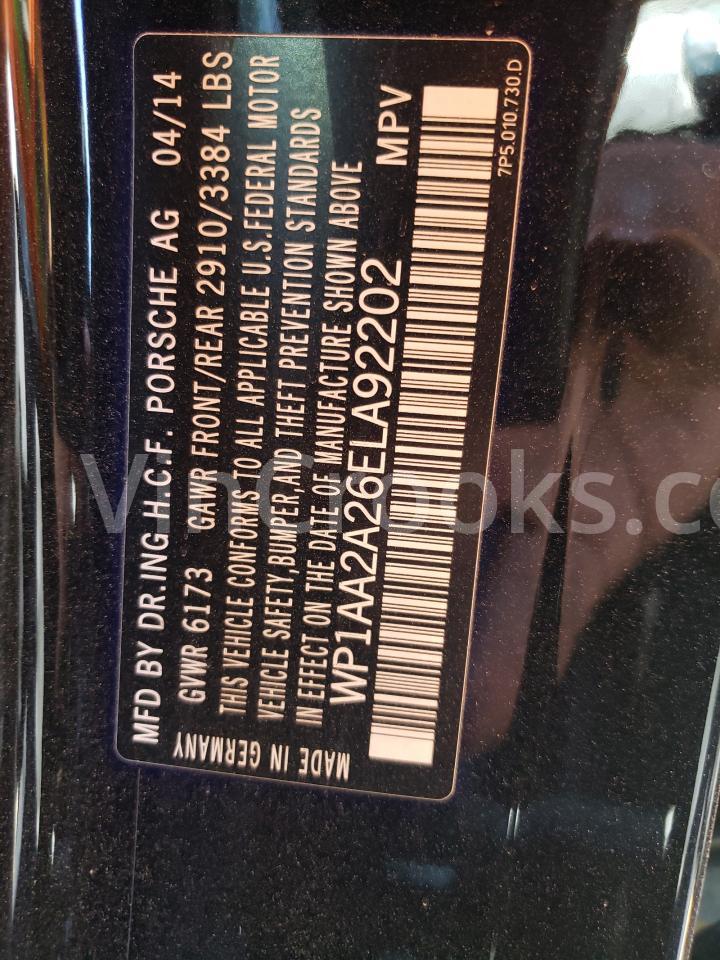 MFD BY DR.ING.H.C.F. PORSCHE AG 04/14
GVWR 6173 GAWR FRONT/REAR 2910/3384 LBS
THIS VEHICLE CONFORMS TO ALL APPLICABLE U.S.FEDERAL MOTOR
VEHICLE SAFETY,BUMPER,AND THEFT PREVENTION STANDARDS
IN EFFECT ON THE DATE OF MANUFACTURE SHOWN ABOVE
WP1AA2A26ELA92202 MPV
MADE IN GERMANY
7P5.010.730.D
VinCrooks.co